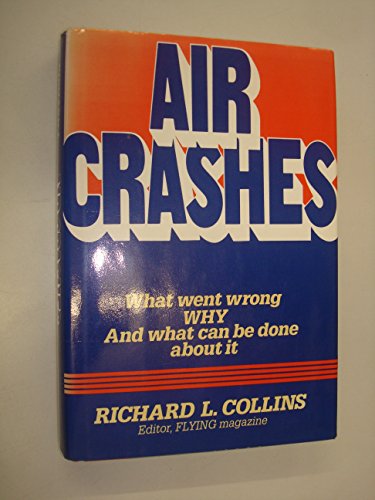 AIR
CRASHES
What went wrong
WHY
And what can be done
about it
RICHARD L. COLLINS
Editor, FLYING magazine